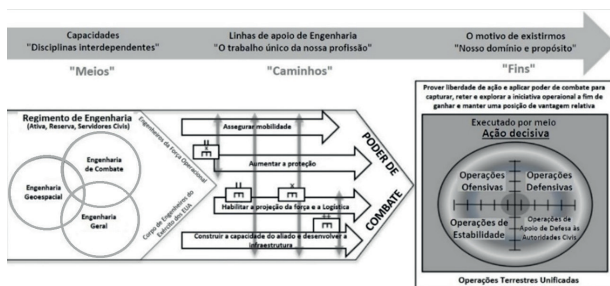 Capacidades
"Disciplinas interdependentes"
Linhas de apoio de Engenharia
"O trabalho único da nossa profissão"
O motivo de existirmos
"Nosso domínio e propósito"
"Meios"
"Caminhos"
"Fins"
Regimento de Engenharia
(Ativa, Reserva, Servidores Civis)
Engenharia
de Combate
Engenharia
Geoespacial
Engenharia
Geral
Engenheiros da Força Operacional
Corpo de Engenheiros do
Exército dos EUA
Assegurar mobilidade
Aumentar a proteção
Habilitar a projeção da força e a Logística
Construir a capacidade do aliado e desenvolver a
infraestrutura
PODER DE
COMBATE
Prover liberdade de ação e aplicar poder de combate para
capturar, reter e explorar a iniciativa operacional a fim de
ganhar e manter uma posição de vantagem relativa
Executado por meio
Ação decisiva
Operações
Ofensivas
Operações
Defensivas
Operações de
Estabilidade
Operações de
Apoio de Defesa às
Autoridades Civis
Operações Terrestres Unificadas